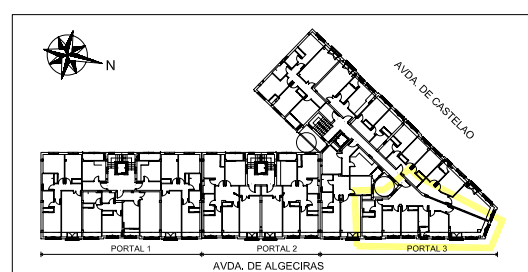 N
AVDA. DE CASTELAO
PORTAL 1
PORTAL 2
PORTAL 3
AVDA. DE ALGECIRAS